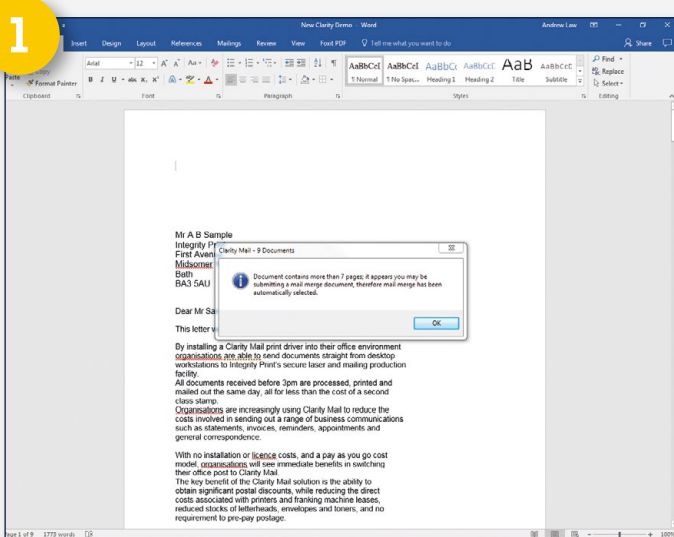 1
New Clarity Demo - Word
Andrew Law
Share
Insert Design Layout References Mailings Review View Foxit PDF Tell me what you want to do
Paste
Copy
Format Painter
Clipboard
Arial 12
Font
Paragraph
AaBbCcI AaBbCcI AaBbCc AaBbCcC AaB AaBbCcC
¶ Normal ¶ No Spac... Heading 1 Heading 2 Title Subtitle
Styles
Find
Replace
Select
Editing
Mr A B Sample
Integrity
First
Midsomer
Bath
BA3 5AU
Clarity Mail - 9 Documents
Document contains more than 7 pages; it appears you may be
submitting a mail merge document, therefore mail merge has been
automatically selected.
OK
Dear Mr
This letter
By installing a Clarity Mail print driver into their office environment
organisations are able to send documents straight from desktop
workstations to Integrity Print's secure laser and mailing production
facility.
All documents received before 3pm are processed, printed and
mailed out the same day, all for less than the cost of a second
class stamp.
Organisations are increasingly using Clarity Mail to reduce the
costs involved in sending out a range of business communications
such as statements, invoices, reminders, appointments and
general correspondence.
With no installation or licence costs, and a pay as you go cost
model, organisations will see immediate benefits in switching
their office post to Clarity Mail.
The key benefit of the Clarity Mail solution is the ability to
obtain significant postal discounts, while reducing the direct
costs associated with printers and franking machine leases,
reduced stocks of letterheads, envelopes and toners, and no
requirement to pre-pay postage.
Page 1 of 9 1773 words
100%